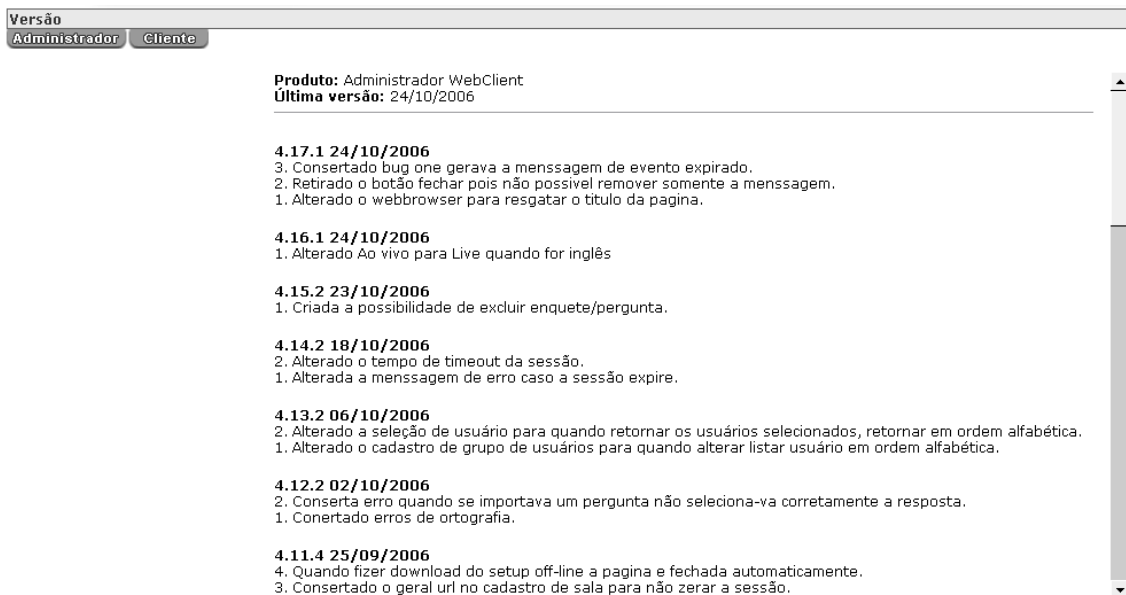 Versão
Administrador Cliente
Produto: Administrador WebClient
Última versão: 24/10/2006
4.17.1 24/10/2006
3. Consertado bug one gerava a menssagem de evento expirado.
2. Retirado o botão fechar pois não possivel remover somente a menssagem.
1. Alterado o webbrowser para resgatar o titulo da pagina.
4.16.1 24/10/2006
1. Alterado Ao vivo para Live quando for inglês
4.15.2 23/10/2006
1. Criada a possibilidade de excluir enquete/pergunta.
4.14.2 18/10/2006
2. Alterado o tempo de timeout da sessão.
1. Alterada a menssagem de erro caso a sessão expire.
4.13.2 06/10/2006
2. Alterado a seleção de usuário para quando retornar os usuários selecionados, retornar em ordem alfabética.
1. Alterado o cadastro de grupo de usuários para quando alterar listar usuário em ordem alfabética.
4.12.2 02/10/2006
2. Conserta erro quando se importava um pergunta não seleciona-va corretamente a resposta.
1. Conertado erros de ortografia.
4.11.4 25/09/2006
4. Quando fizer download do setup off-line a pagina e fechada automaticamente.
3. Consertado o geral url no cadastro de sala para não zerar a sessão.